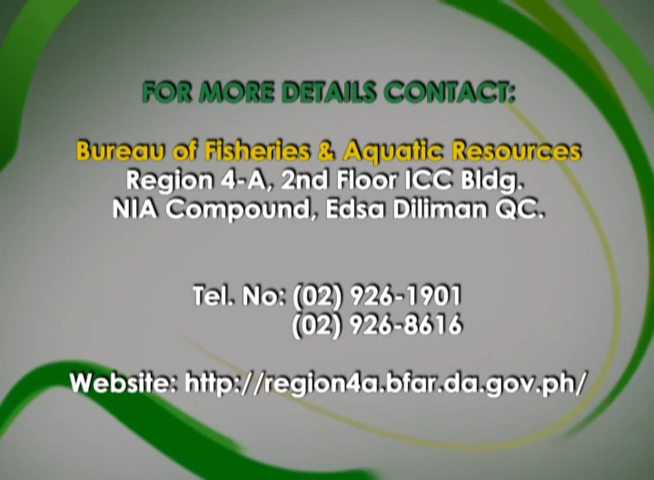 FOR MORE DETAILS CONTACT:
Bureau of Fisheries & Aquatic Resources
Region 4-A, 2nd Floor ICC Bldg.
NIA Compound, Edsa Diliman QC.
Tel. No: (02) 926-1901
(02) 926-8616
Website: http://region4a.bfar.da.gov.ph/